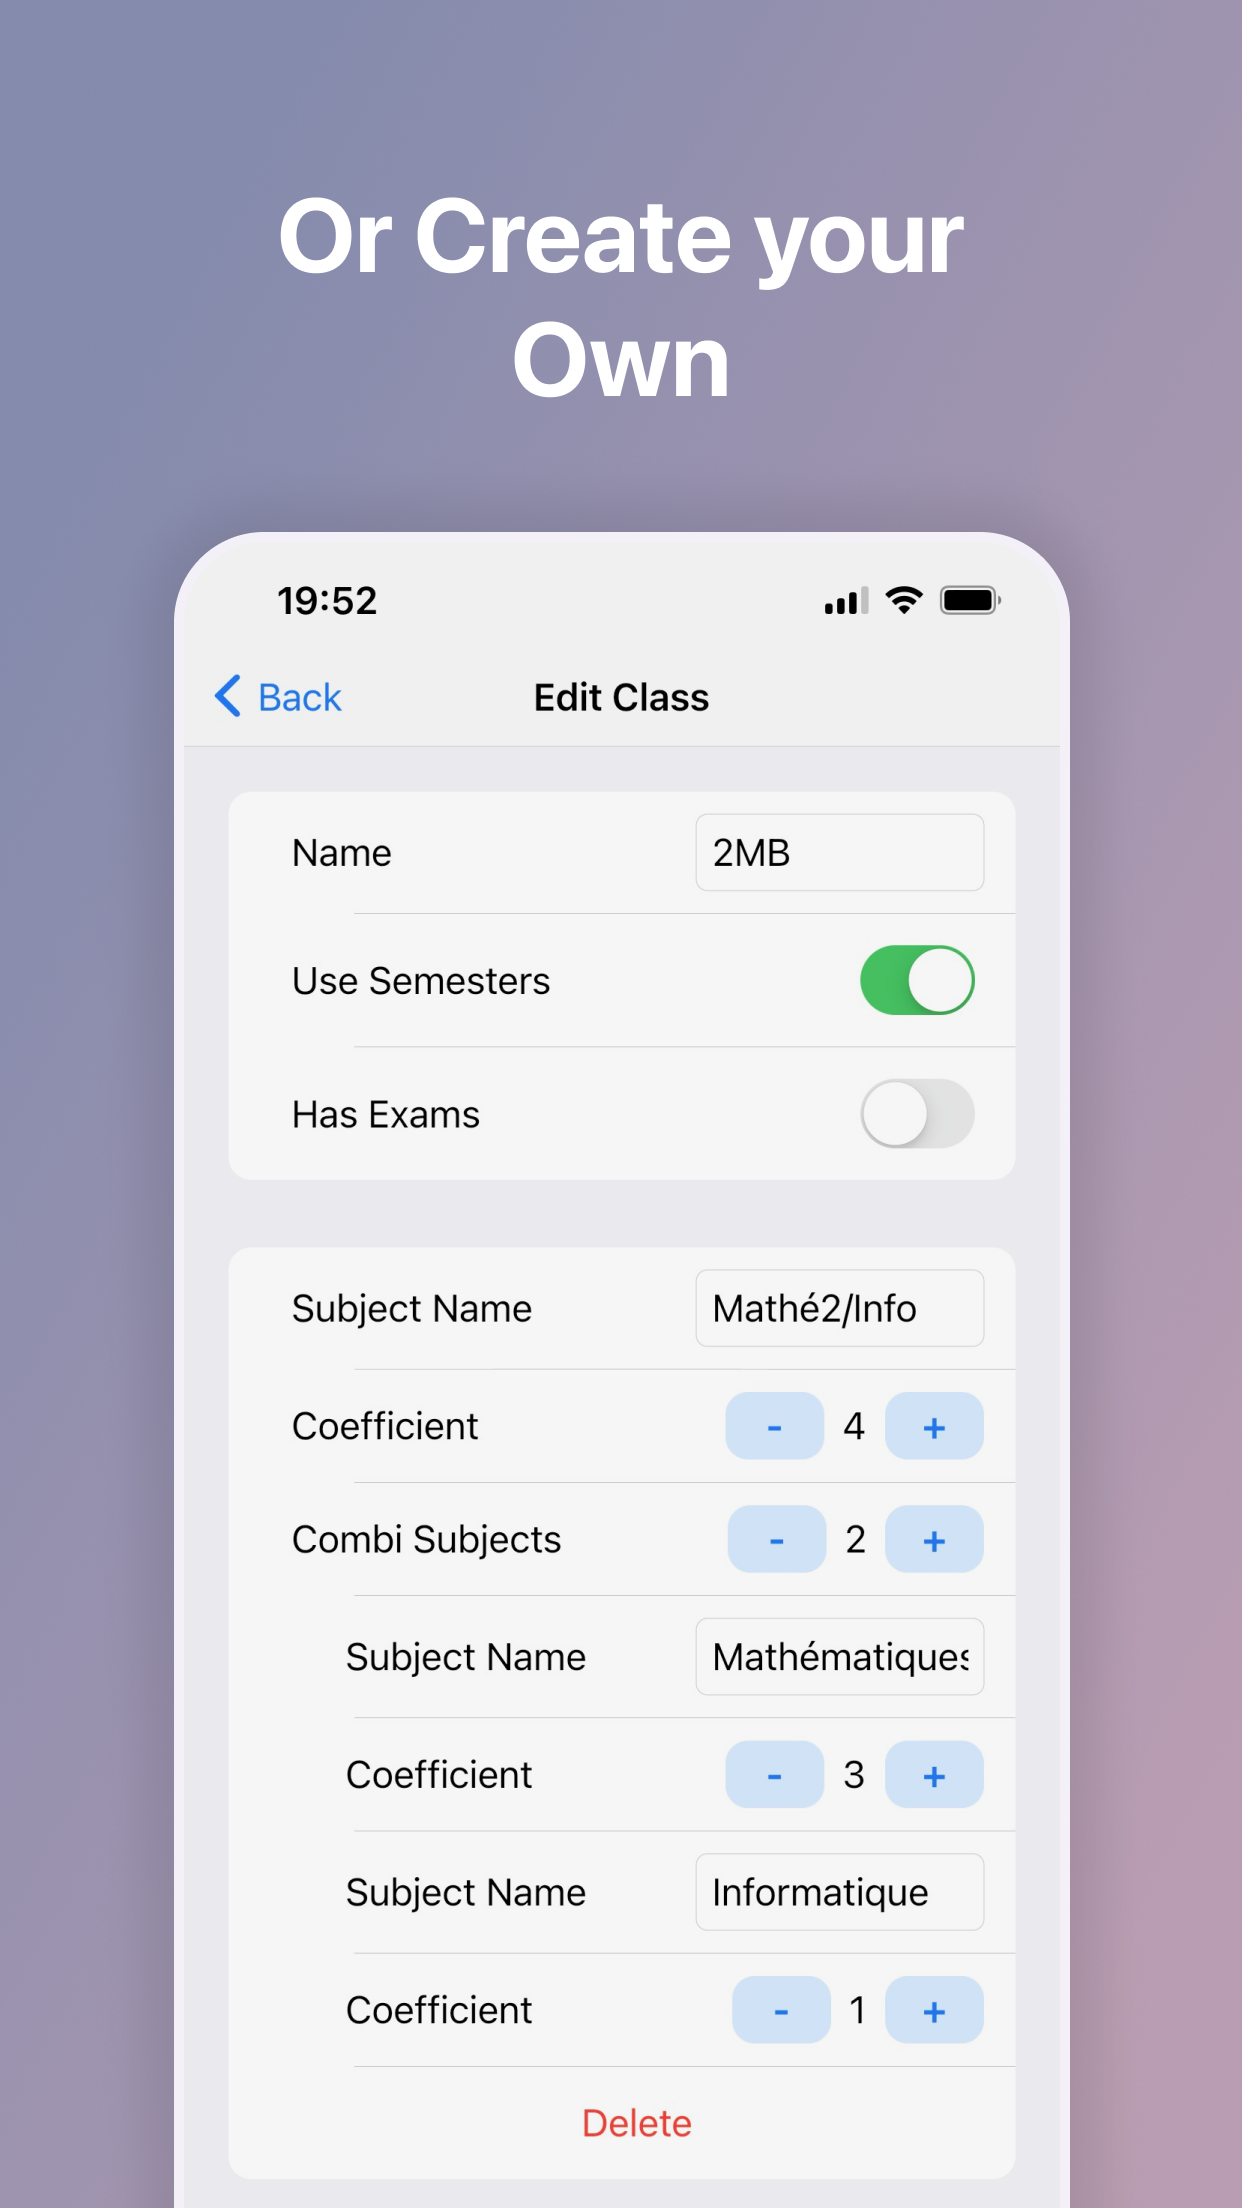 Or Create your
Own
19:52
Back Edit Class
Name 2MB
Use Semesters
Has Exams
Subject Name Mathé2/Info
Coefficient - 4 +
Combi Subjects - 2 +
Subject Name Mathématiques
Coefficient - 3 +
Subject Name Informatique
Coefficient - 1 +
Delete